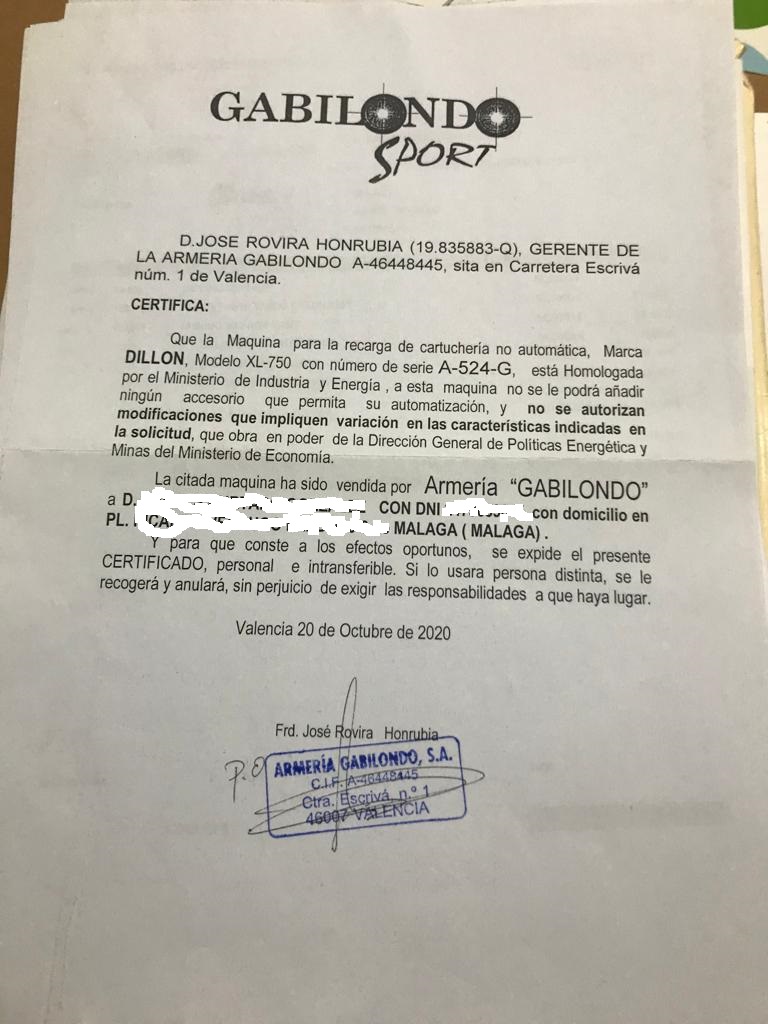 GABILONDO
SPORT
D.JOSE ROVIRA HONRUBIA (19.835883-Q), GERENTE DE
LA ARMERIA GABILONDO A-46448445, sita en Carretera Escrivá
núm. 1 de Valencia.
CERTIFICA:
Que la Maquina para la recarga de cartuchería no automática, Marca
DILLON, Modelo XL-750 con número de serie A-524-G, está Homologada
por el Ministerio de Industria y Energía , a esta maquina no se le podrá añadir
ningún accesorio que permita su automatización, y no se autorizan
modificaciones que impliquen variación en las características indicadas en
la solicitud, que obra en poder de la Dirección General de Políticas Energética y
Minas del Ministerio de Economía.
La citada maquina ha sido vendida por Armería “GABILONDO”
a D. CON DNI con domicilio en
PL. MALAGA ( MALAGA) .
Y para que conste a los efectos oportunos, se expide el presente
CERTIFICADO, personal e intransferible. Si lo usara persona distinta, se le
recogerá y anulará, sin perjuicio de exigir las responsabilidades a que haya lugar.
Valencia 20 de Octubre de 2020
Frd. José Rovira Honrubia
P.O
ARMERÍA GABILONDO, S.A.
C.I.F. A-46448445
Ctra. Escrivá, n.º 1
46007 VALENCIA